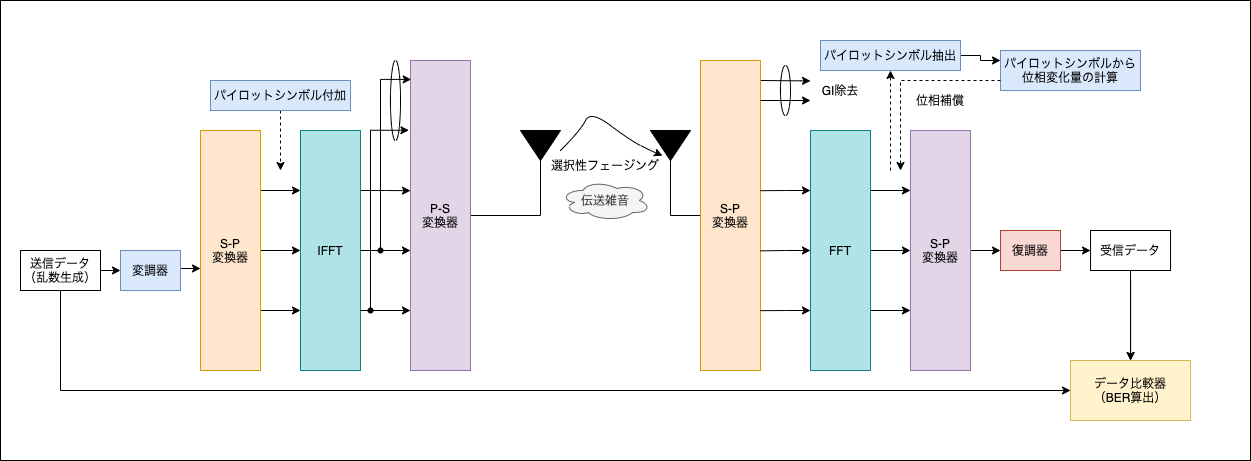 送信データ
（乱数生成）
変調器
パイロットシンボル付加
S-P
変換器
IFFT
P-S
変換器
選択性フェージング
伝送雑音
S-P
変換器
GI除去
FFT
パイロットシンボル抽出
パイロットシンボルから
位相変化量の計算
位相補償
S-P
変換器
復調器
受信データ
データ比較器
（BER算出）